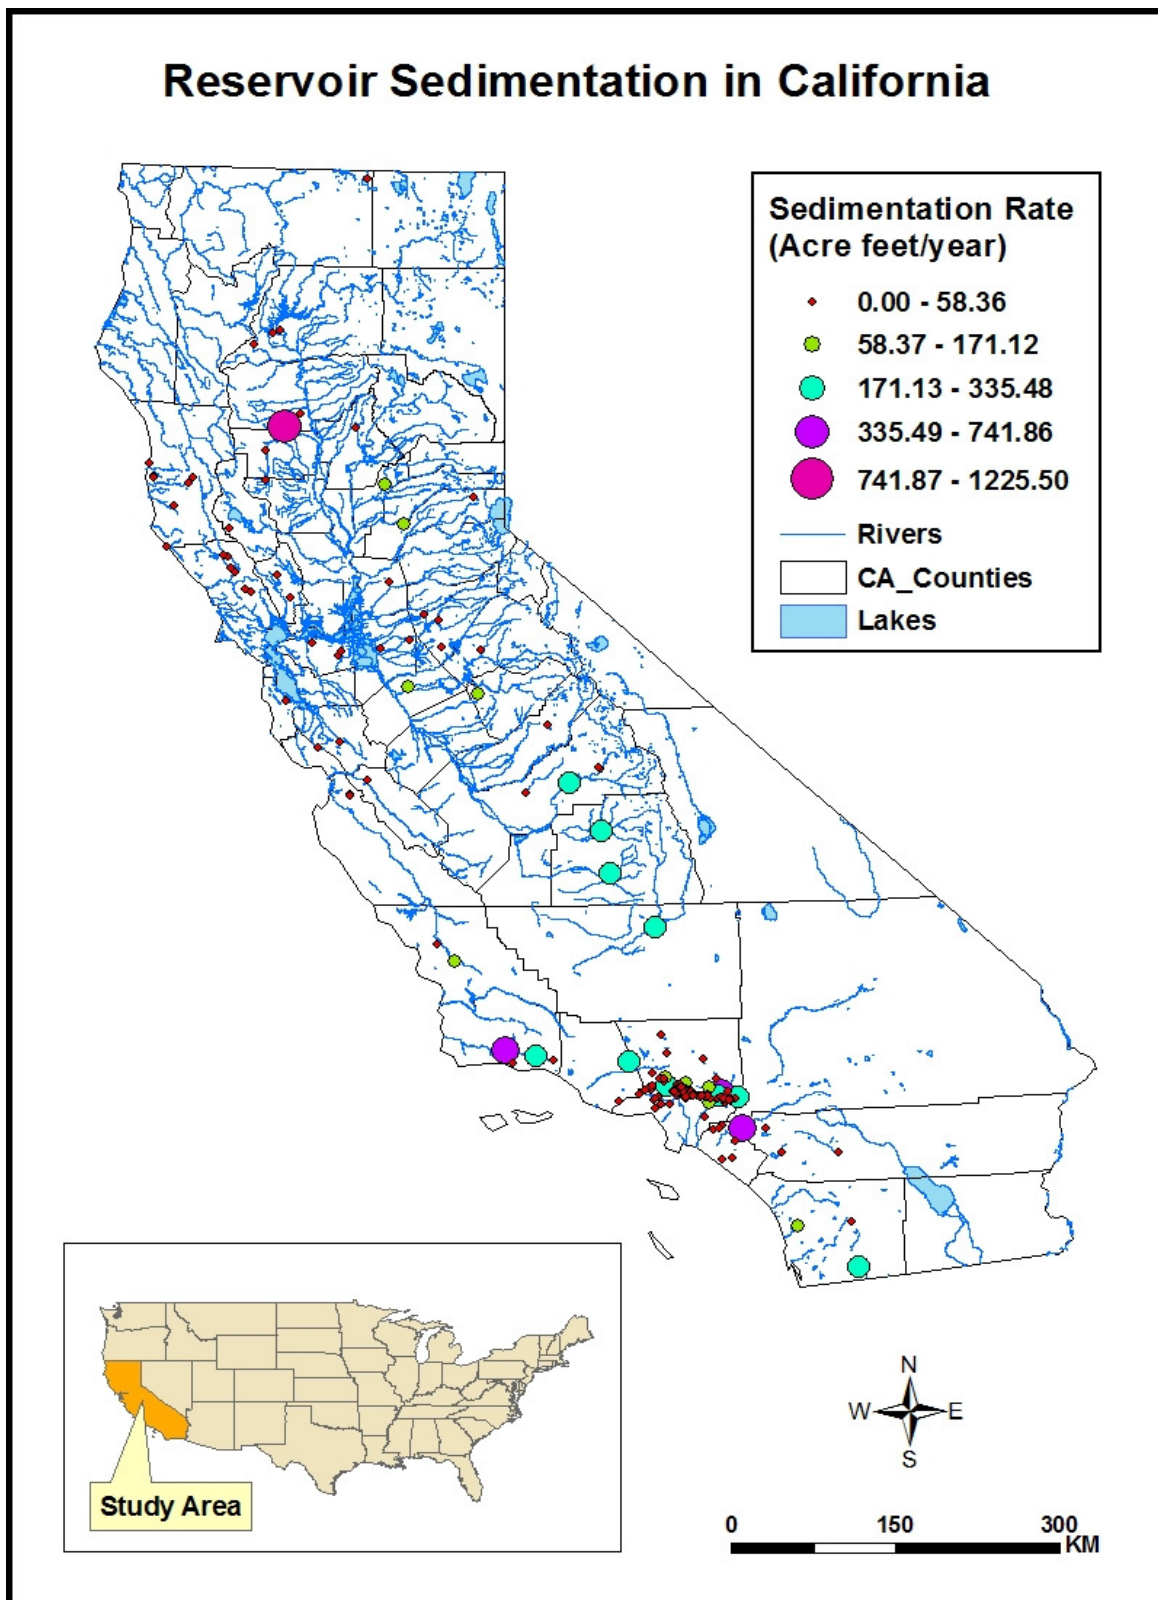 Reservoir Sedimentation in California
Sedimentation Rate
(Acre feet/year)
0.00 - 58.36
58.37 - 171.12
171.13 - 335.48
335.49 - 741.86
741.87 - 1225.50
Rivers
CA_Counties
Lakes
Study Area
N
W E
S
0 150 300
KM